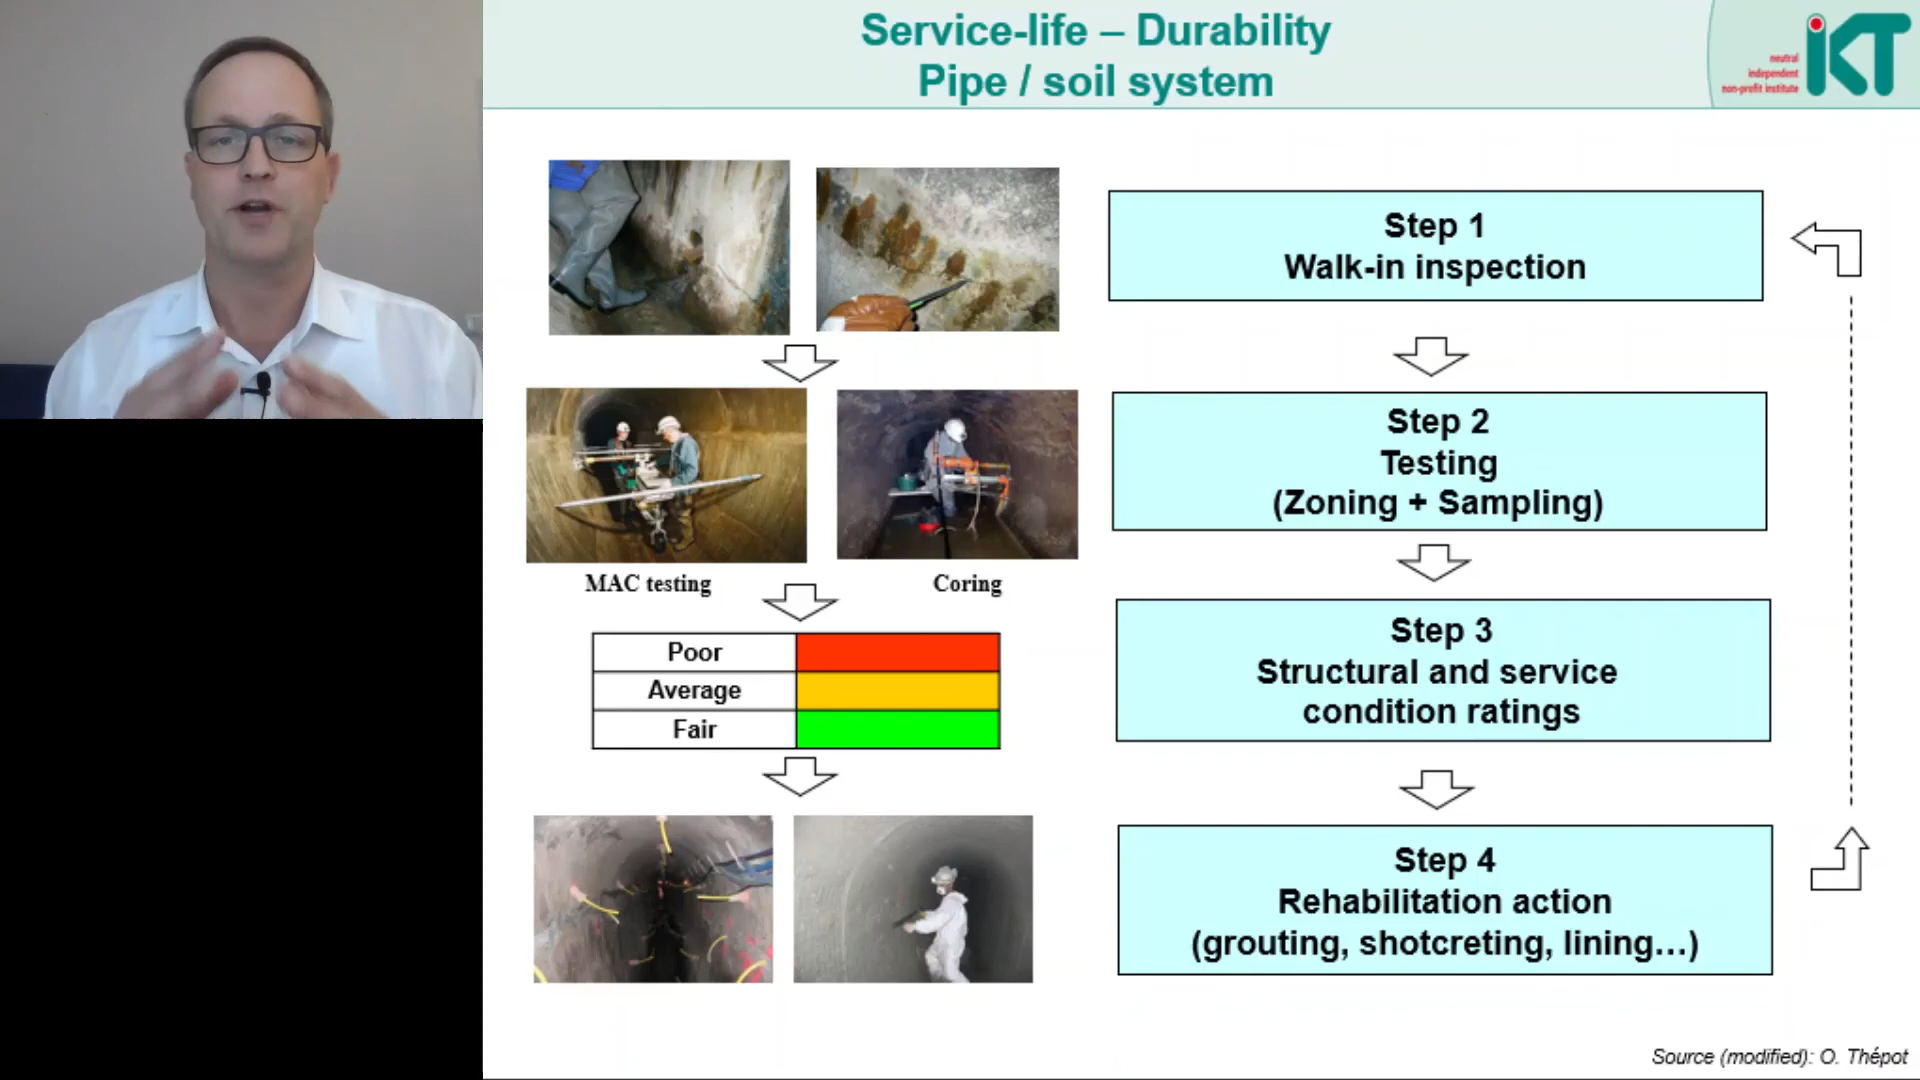 Service-life – Durability
Pipe / soil system
neutral
independent
non-profit institute
iKT
Step 1
Walk-in inspection
Step 2
Testing
(Zoning + Sampling)
MAC testing
Coring
Step 3
Structural and service
condition ratings
Poor
Average
Fair
Step 4
Rehabilitation action
(grouting, shotcreting, lining…)
Source (modified): O. Thépot